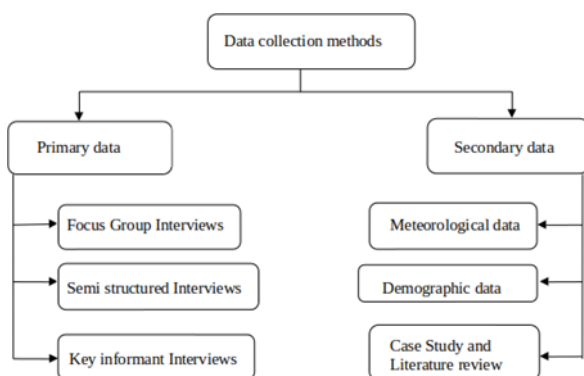 Data collection methods
Primary data
Secondary data
Focus Group Interviews
Meteorological data
Semi structured Interviews
Demographic data
Key informant Interviews
Case Study and
Literature review